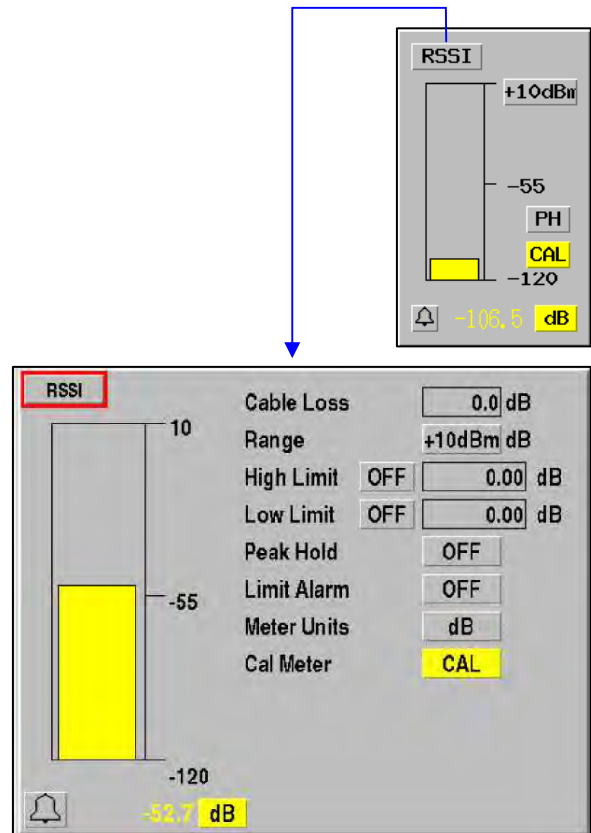 RSSI
+10dBm
-55
PH
CAL
-120
-106.5 dB
RSSI
10
-55
-120
-52.7 dB
Cable Loss 0.0 dB
Range +10dBm dB
High Limit OFF 0.00 dB
Low Limit OFF 0.00 dB
Peak Hold OFF
Limit Alarm OFF
Meter Units dB
Cal Meter CAL